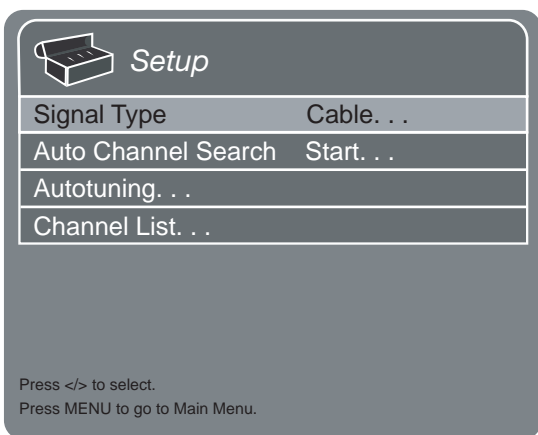 Setup
Signal Type Cable. . .
Auto Channel Search Start. . .
Autotuning. . .
Channel List. . .
Press </> to select.
Press MENU to go to Main Menu.